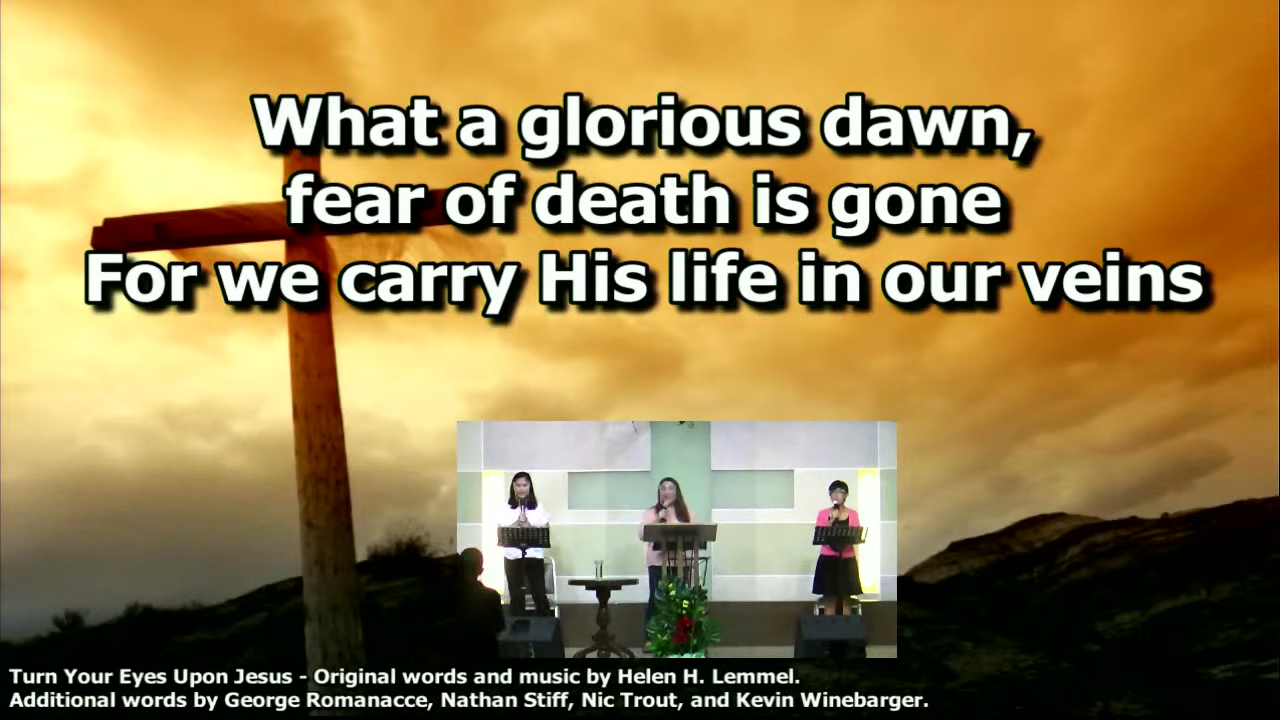 What a glorious dawn,
fear of death is gone
For we carry His life in our veins
Turn Your Eyes Upon Jesus - Original words and music by Helen H. Lemmel.
Additional words by George Romanacce, Nathan Stiff, Nic Trout, and Kevin Winebarger.